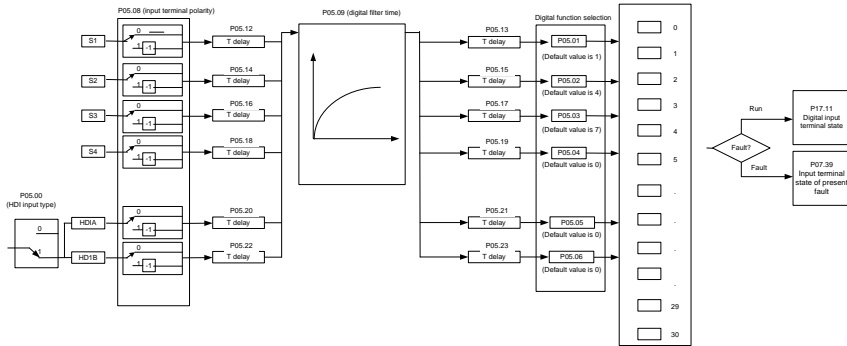 P05.08 (input terminal polarity)
P05.12
P05.09 (digital filter time)
P05.13
Digital function selection
S1
0
1
-1
T delay
T delay
P05.01
(Default value is 1)
P05.14
P05.15
S2
0
1
-1
T delay
T delay
P05.02
(Default value is 4)
P05.16
P05.17
S3
0
1
-1
T delay
T delay
P05.03
(Default value is 7)
P05.18
P05.19
S4
0
1
-1
T delay
T delay
P05.04
(Default value is 0)
P05.00
(HDI input type)
0
1
P05.20
P05.21
HDIA
0
1
-1
T delay
T delay
P05.05
(Default value is 0)
P05.22
P05.23
HD1B
0
1
-1
T delay
T delay
P05.06
(Default value is 0)
0
1
2
3
4
5
.
.
.
.
29
30
Fault?
Run
Fault
P17.11
Digital input
terminal state
P07.39
Input terminal
state of present
fault